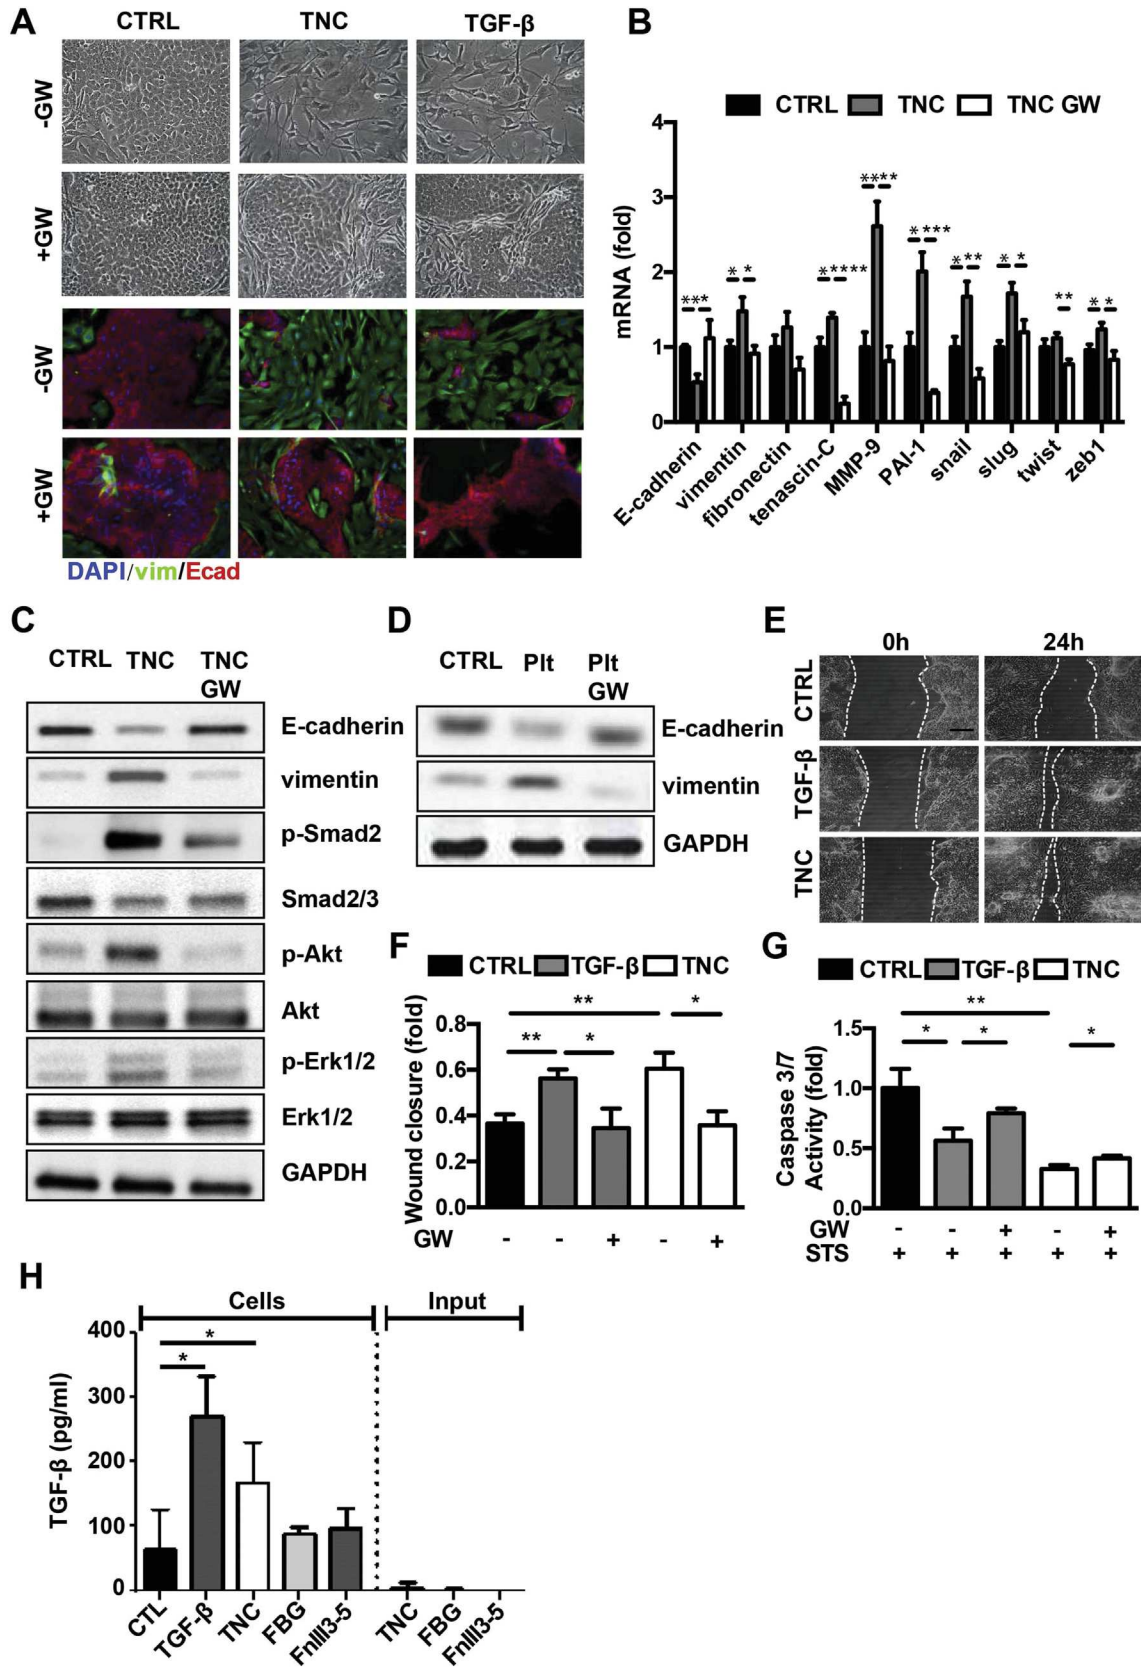 A
CTRL TNC TGF-β
-GW
+GW
-GW
+GW
DAPI/vim/Ecad
B
CTRL TNC TNC GW
mRNA (fold)
4
3
2
1
0
*** * * * * **** ** ** * *** * ** * * ** * *
E-cadherin
vimentin
fibronectin
tenascin-C
MMP-9
PAI-1
snail
slug
twist
zeb1
C
CTRL TNC TNC
GW
E-cadherin
vimentin
p-Smad2
Smad2/3
p-Akt
Akt
p-Erk1/2
Erk1/2
GAPDH
D
CTRL Plt Plt
GW
E-cadherin
vimentin
GAPDH
E
0h 24h
CTRL
TGF-β
TNC
F
CTRL TGF-β TNC
Wound closure (fold)
0.8
0.6
0.4
0.2
0.0
** *
** *
GW - - + - +
G
CTRL TGF-β TNC
Caspase 3/7
Activity (fold)
1.5
1.0
0.5
0.0
**
* * *
GW - - + - +
STS + + + + +
H
Cells Input
TGF-β (pg/ml)
400
300
200
100
0
*
*
CTL
TGF-β
TNC
FBG
FnIII3-5
TNC
FBG
FnIII3-5